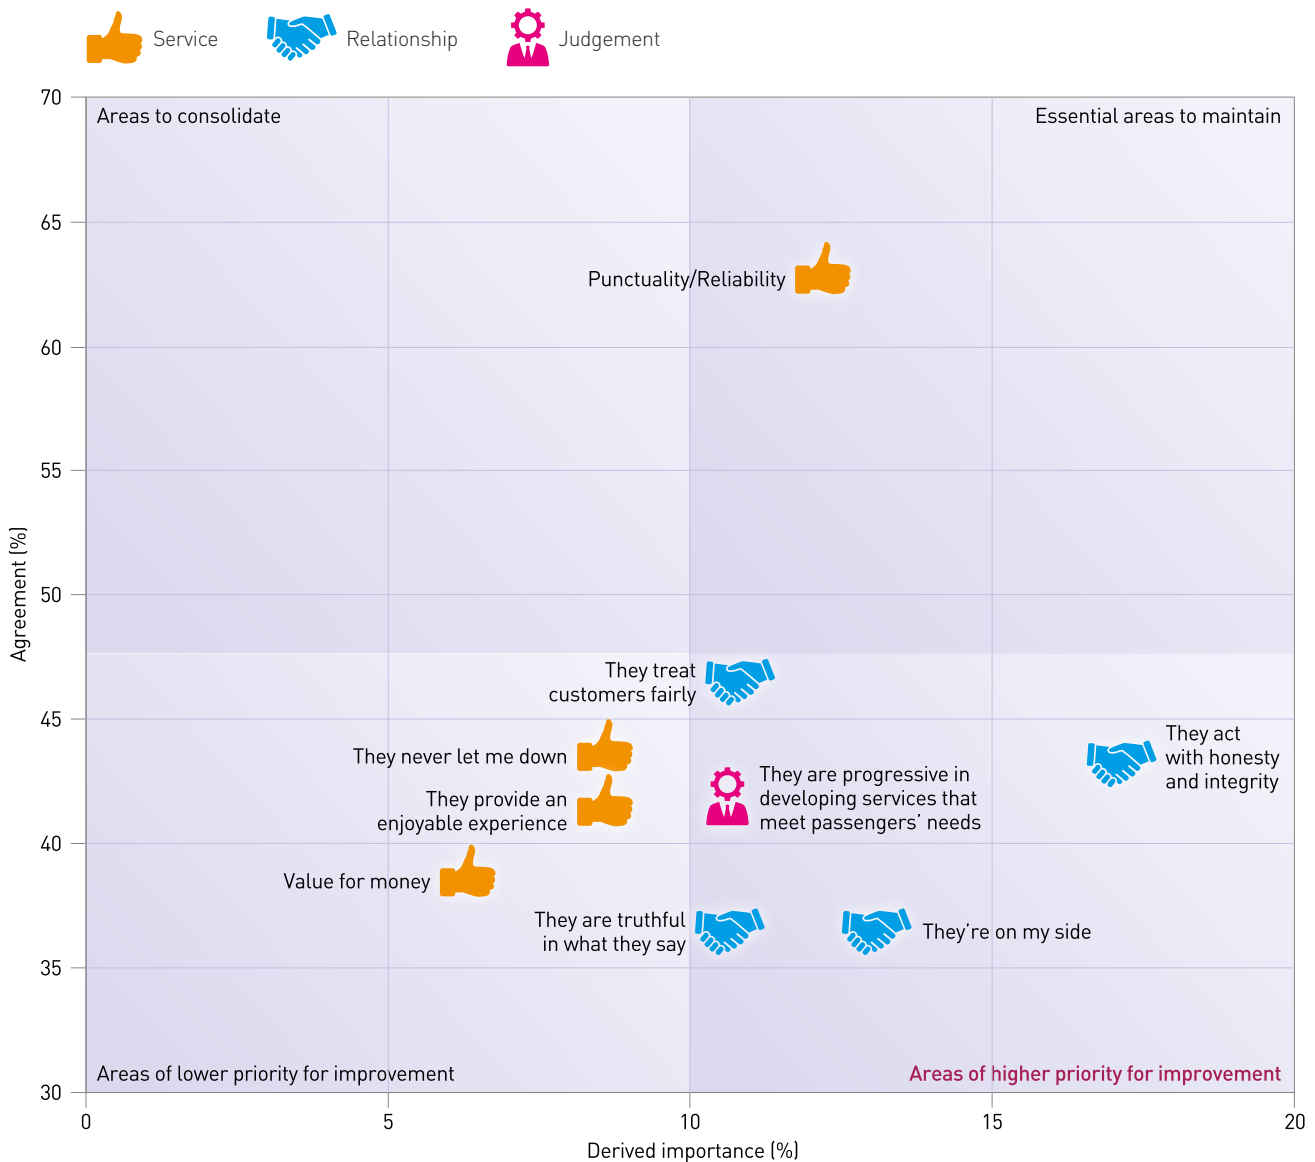 Service
Relationship
Judgement
70
65
60
55
50
45
40
35
30
Agreement (%)
Areas to consolidate
Essential areas to maintain
Punctuality/Reliability
They treat
customers fairly
They never let me down
They provide an
enjoyable experience
They are progressive in
developing services that
meet passengers’ needs
They act
with honesty
and integrity
Value for money
They are truthful
in what they say
They’re on my side
Areas of lower priority for improvement
Areas of higher priority for improvement
0
5
10
15
20
Derived importance (%)